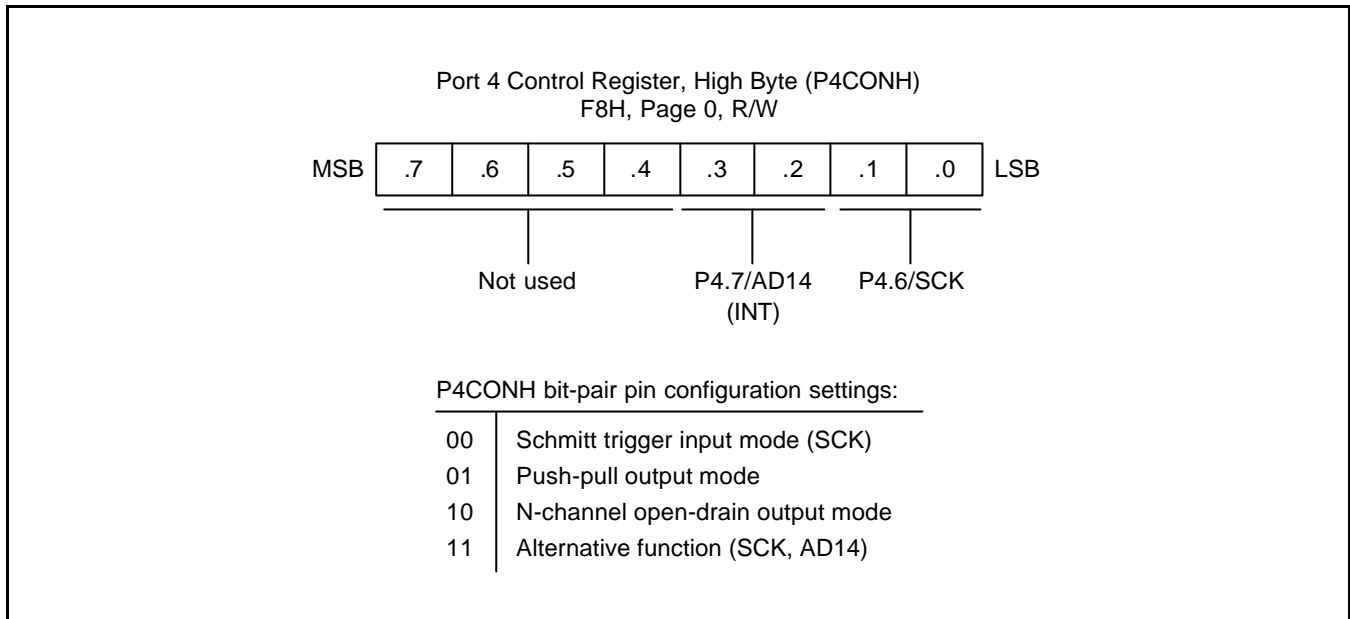 Port 4 Control Register, High Byte (P4CONH)
F8H, Page 0, R/W
MSB .7 .6 .5 .4 .3 .2 .1 .0 LSB
Not used P4.7/AD14 P4.6/SCK
(INT)
P4CONH bit-pair pin configuration settings:
00 Schmitt trigger input mode (SCK)
01 Push-pull output mode
10 N-channel open-drain output mode
11 Alternative function (SCK, AD14)